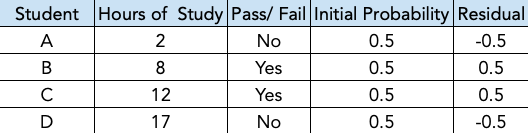 Student Hours of Study Pass/ Fail Initial Probability Residual
A 2 No 0.5 -0.5
B 8 Yes 0.5 0.5
C 12 Yes 0.5 0.5
D 17 No 0.5 -0.5